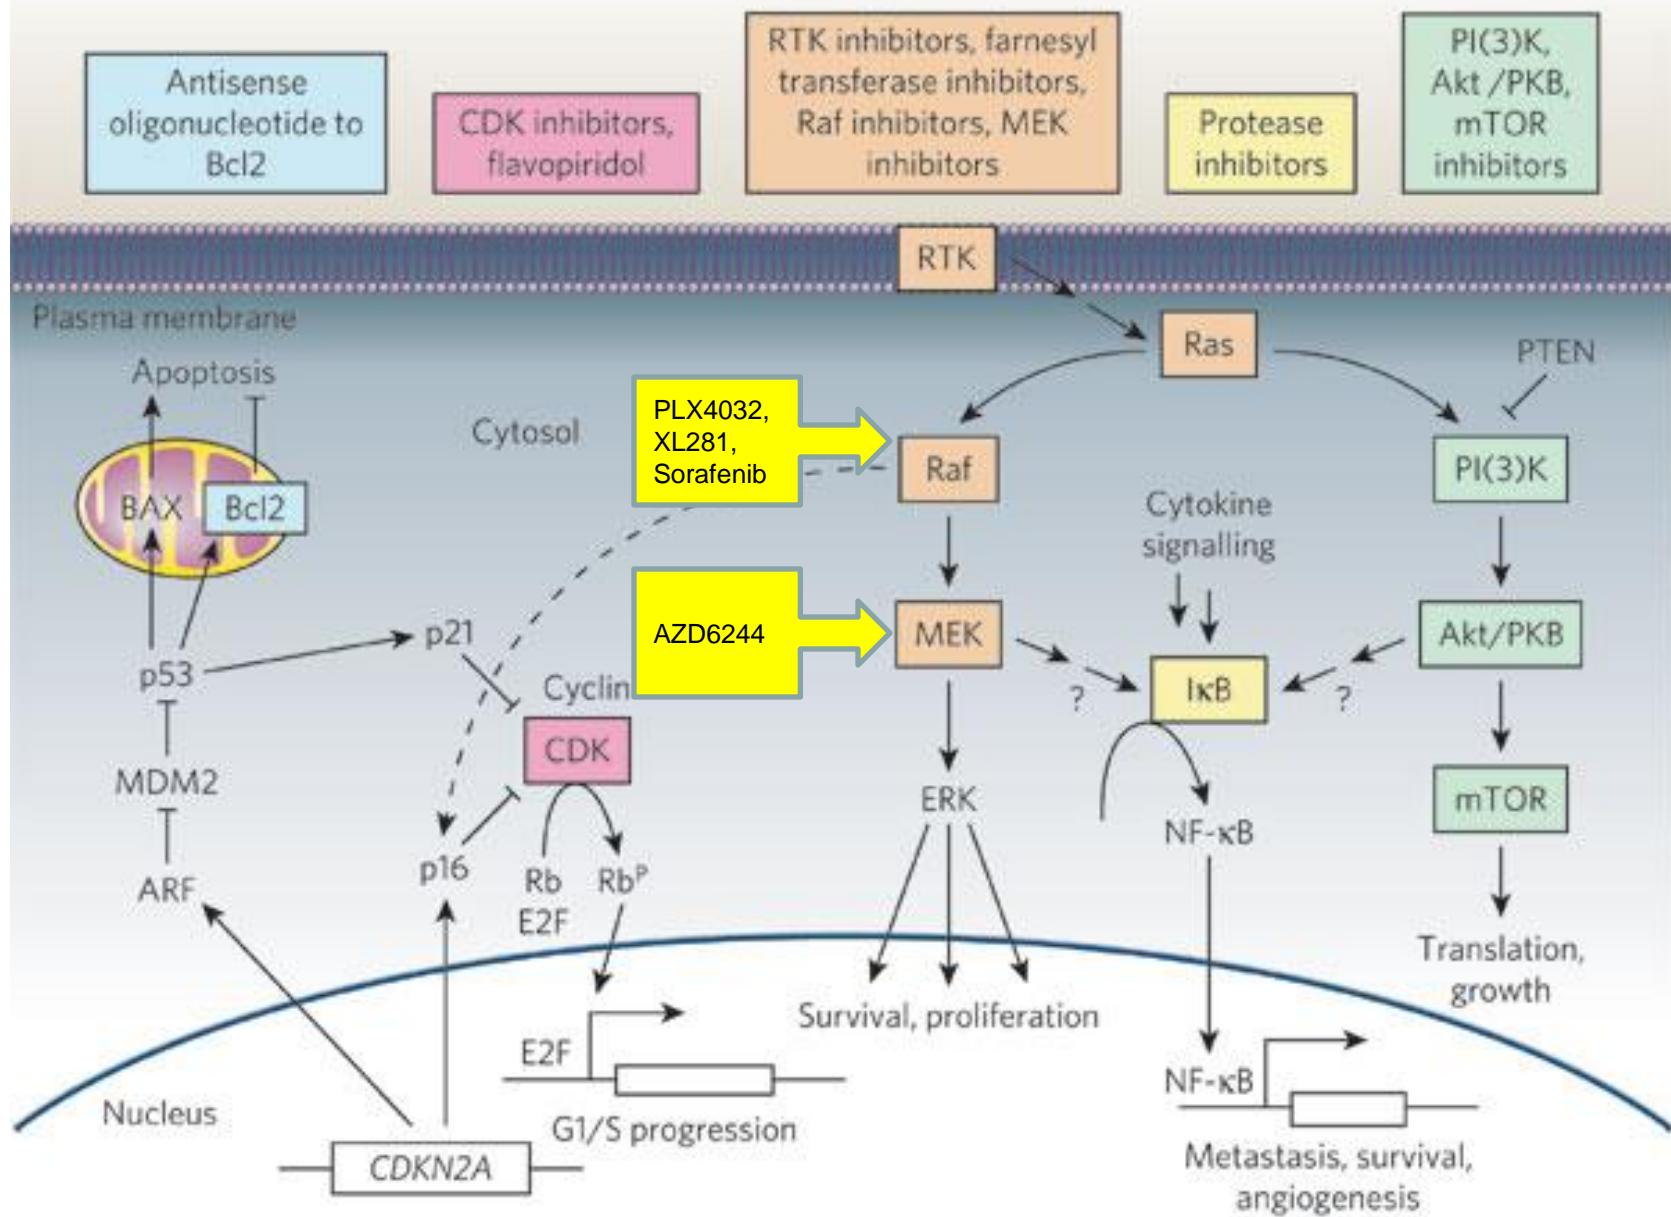 Antisense
oligonucleotide to
Bcl2
CDK inhibitors,
flavopiridol
RTK inhibitors, farnesyl
transferase inhibitors,
Raf inhibitors, MEK
inhibitors
Protease
inhibitors
PI(3)K,
Akt /PKB,
mTOR
inhibitors
RTK
Plasma membrane
Ras
PTEN
Apoptosis
Cytosol
PLX4032,
XL281,
Sorafenib
Raf
PI(3)K
BAX
Bcl2
Cytokine
signalling
AZD6244
MEK
Akt/PKB
p21
p53
Cyclin
?
IκB
?
CDK
MDM2
ERK
mTOR
NF-κB
p16
Rb
Rbᴾ
ARF
E2F
Translation,
growth
Survival, proliferation
E2F
NF-κB
Nucleus
G1/S progression
CDKN2A
Metastasis, survival,
angiogenesis